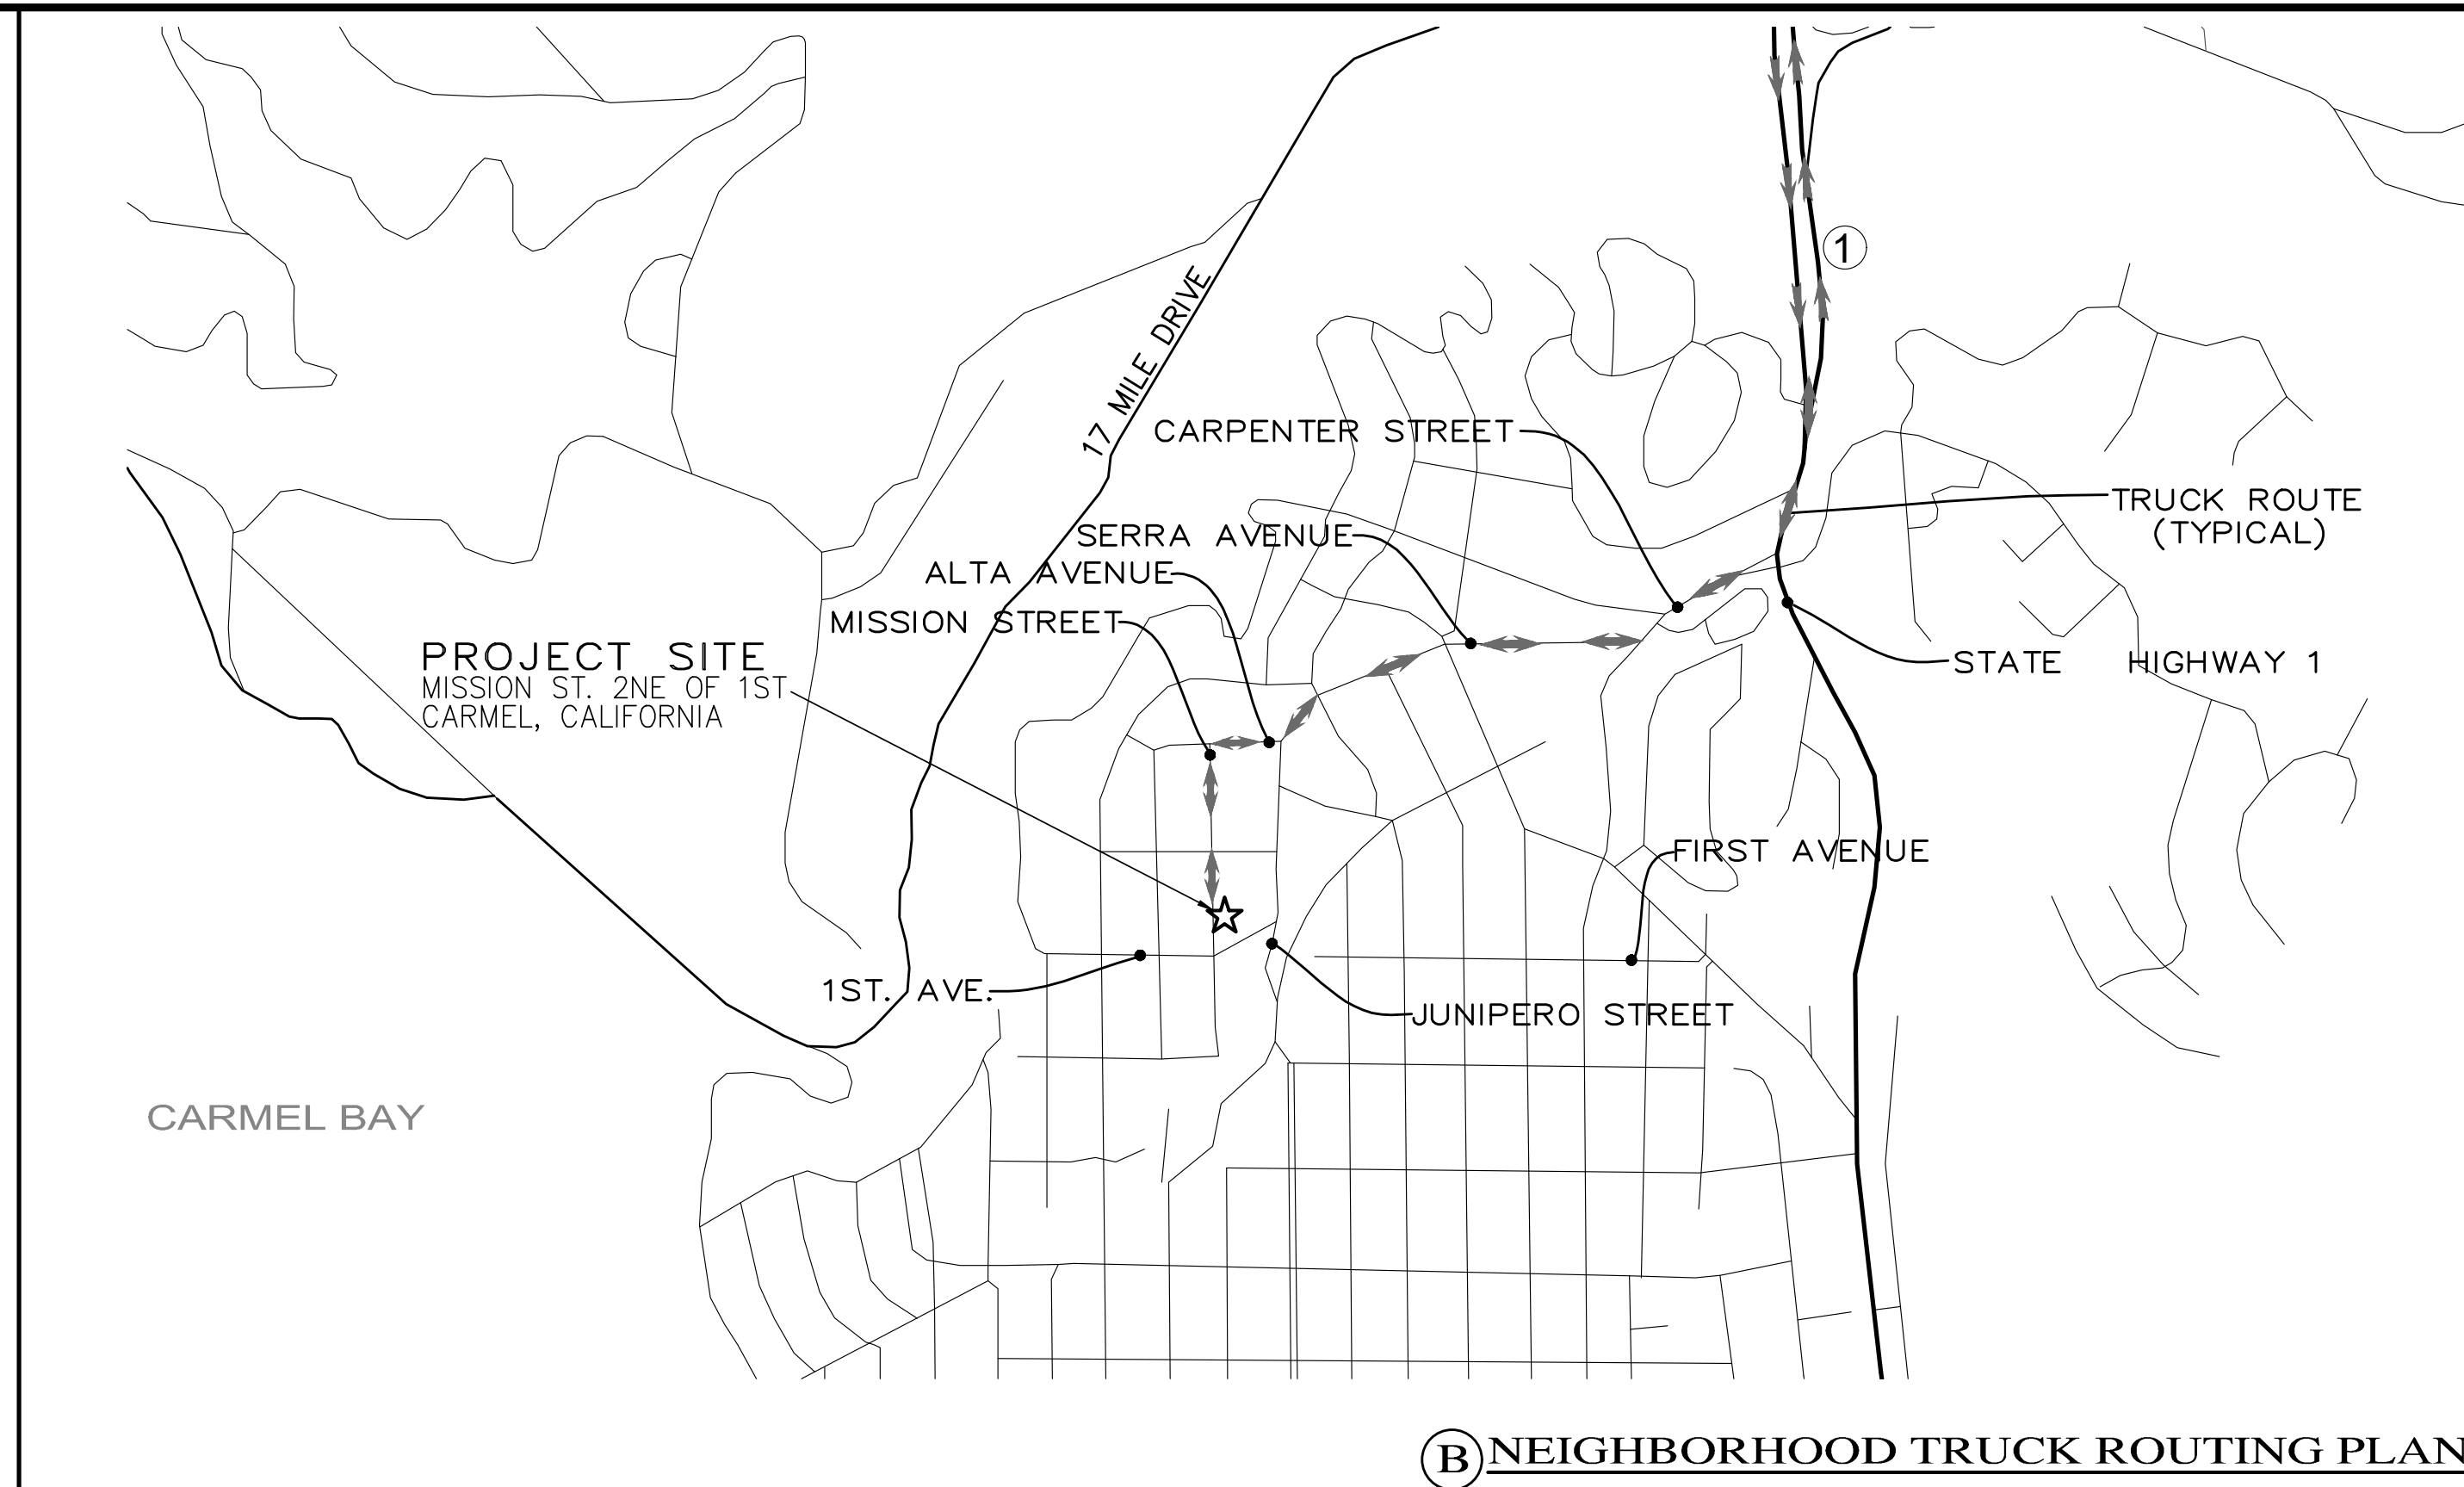 1
17 MILE DRIVE
CARPENTER STREET
TRUCK ROUTE
(TYPICAL)
SERRA AVENUE
ALTA AVENUE
MISSION STREET
PROJECT SITE
MISSION ST. 2NE OF 1ST
CARMEL, CALIFORNIA
STATE HIGHWAY 1
FIRST AVENUE
1ST. AVE.
JUNIPERO STREET
CARMEL BAY
B NEIGHBORHOOD TRUCK ROUTING PLAN